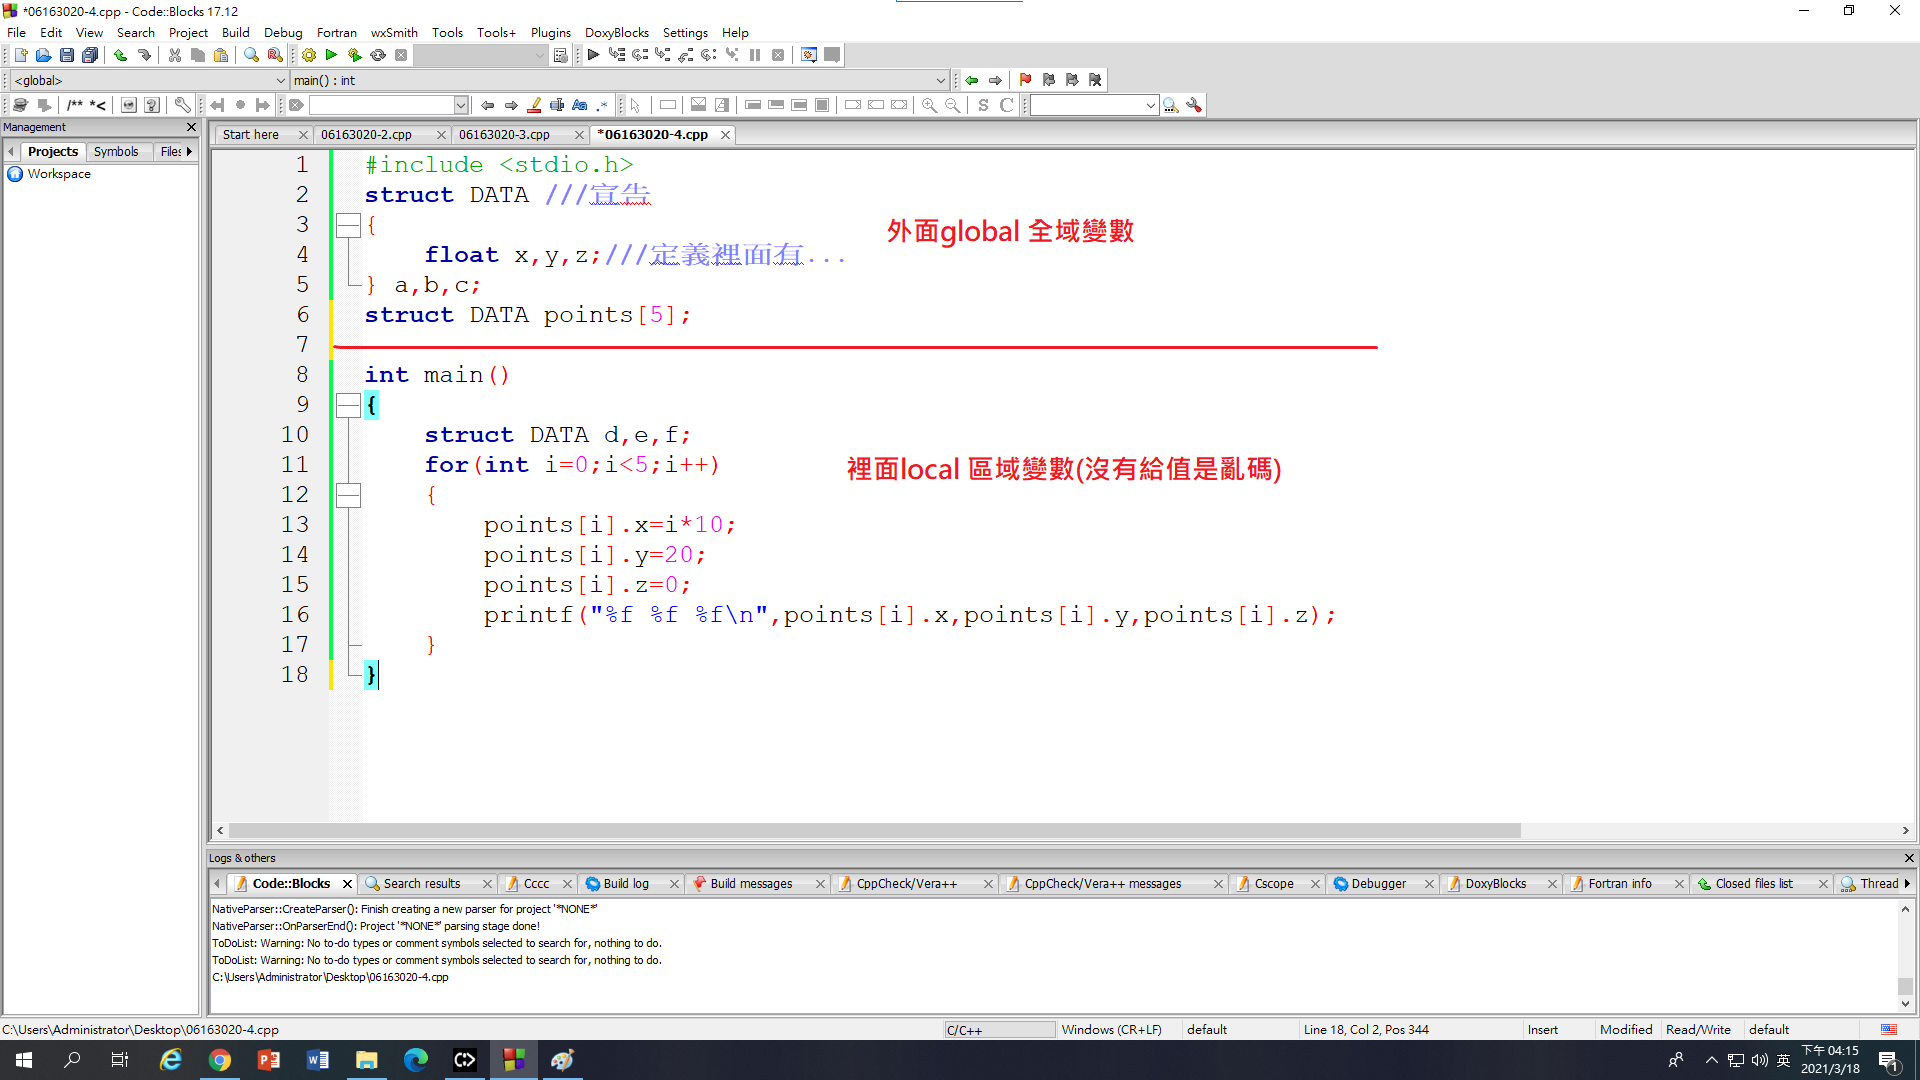 *06163020-4.cpp - Code::Blocks 17.12
File Edit View Search Project Build Debug Fortran wxSmith Tools Tools+ Plugins DoxyBlocks Settings Help
<global> main() : int
/** *< Aa .* S C
Management
Projects Symbols Files
Workspace
Start here 06163020-2.cpp 06163020-3.cpp *06163020-4.cpp
1 #include <stdio.h>
2 struct DATA ///宣告
3 {
外面global 全域變數
4 float x,y,z;///定義裡面有...
5 } a,b,c;
6 struct DATA points[5];
7
8 int main()
9 {
10 struct DATA d,e,f;
11 for(int i=0;i<5;i++)
裡面local 區域變數(沒有給值是亂碼)
12 {
13 points[i].x=i*10;
14 points[i].y=20;
15 points[i].z=0;
16 printf("%f %f %f\n",points[i].x,points[i].y,points[i].z);
17 }
18 }
Logs & others
Code::Blocks Search results Cccc Build log Build messages CppCheck/Vera++ CppCheck/Vera++ messages Cscope Debugger DoxyBlocks Fortran info Closed files list Thread
NativeParser::CreateParser(): Finish creating a new parser for project '*NONE*'
NativeParser::OnParserEnd(): Project '*NONE*' parsing stage done!
ToDoList: Warning: No to-do types or comment symbols selected to search for, nothing to do.
ToDoList: Warning: No to-do types or comment symbols selected to search for, nothing to do.
C:\Users\Administrator\Desktop\06163020-4.cpp
C:\Users\Administrator\Desktop\06163020-4.cpp C/C++ Windows (CR+LF) default Line 18, Col 2, Pos 344 Insert Modified Read/Write default
英 下午 04:15
2021/3/18
1